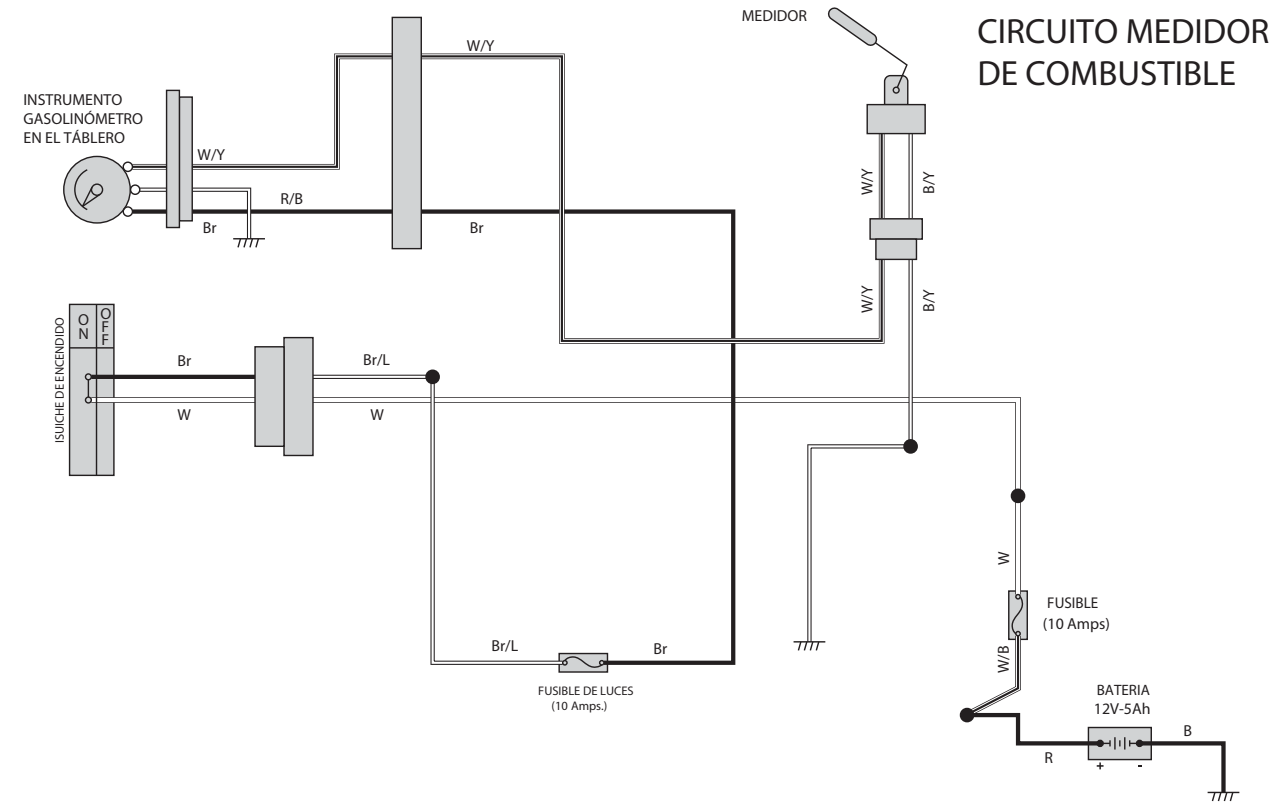 CIRCUITO MEDIDOR
DE COMBUSTIBLE
MEDIDOR
W/Y
INSTRUMENTO
GASOLINÓMETRO
EN EL TÁBLERO
W/Y
R/B
Br
Br
W/Y
B/Y
W/Y
B/Y
ISUICHE DE ENCENDIDO
ON
OFF
Br
Br/L
W
W
W
FUSIBLE
(10 Amps)
W/B
Br/L
Br
FUSIBLE DE LUCES
(10 Amps.)
BATERIA
12V-5Ah
R
B
+ -